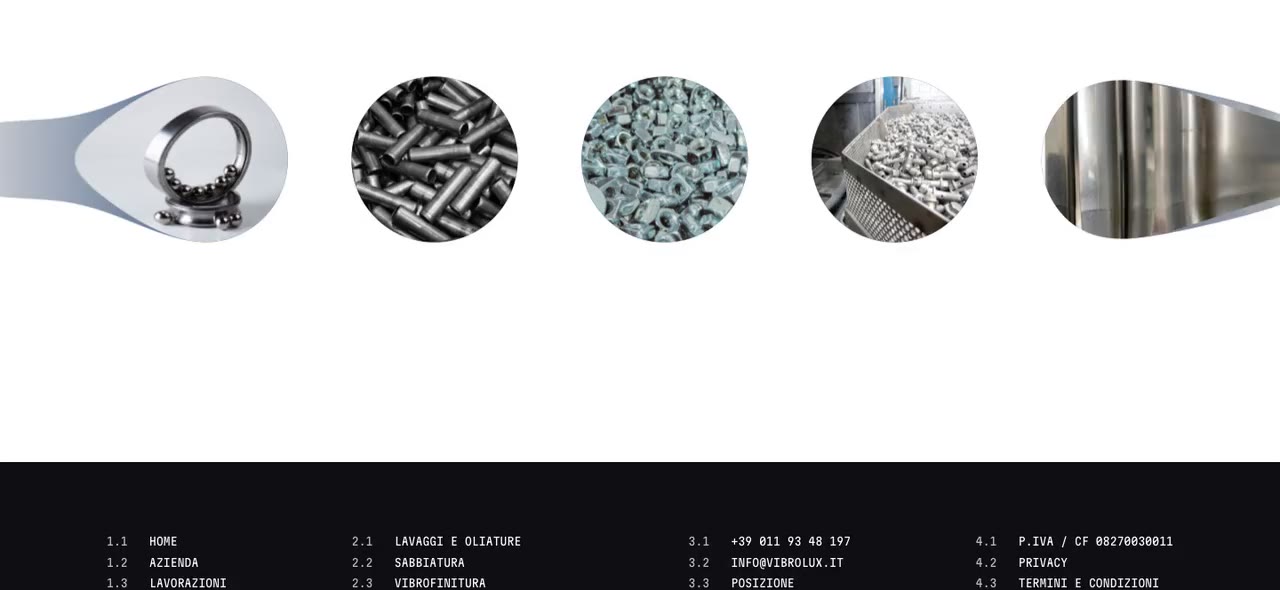 1.1 HOME
1.2 AZIENDA
1.3 LAVORAZIONI
2.1 LAVAGGI E OLIATURE
2.2 SABBIATURA
2.3 VIBROFINITURA
3.1 +39 011 93 48 197
3.2 INFO@VIBROLUX.IT
3.3 POSIZIONE
4.1 P.IVA / CF 08270030011
4.2 PRIVACY
4.3 TERMINI E CONDIZIONI